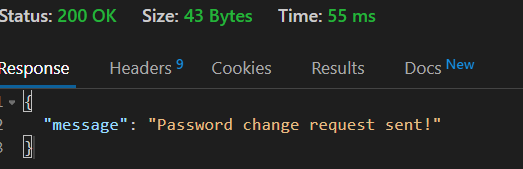 Status: 200 OK Size: 43 Bytes Time: 55 ms
Response Headers 9 Cookies Results Docs New
1 {
2 "message": "Password change request sent!"
3 }